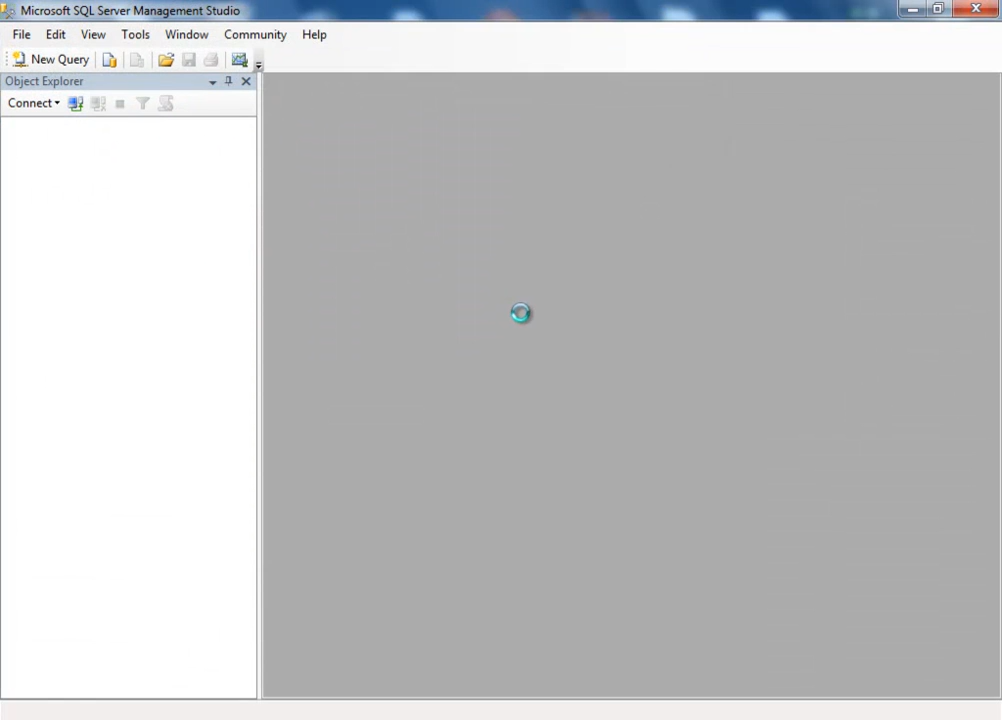 Microsoft SQL Server Management Studio
File Edit View Tools Window Community Help
New Query
Object Explorer
Connect